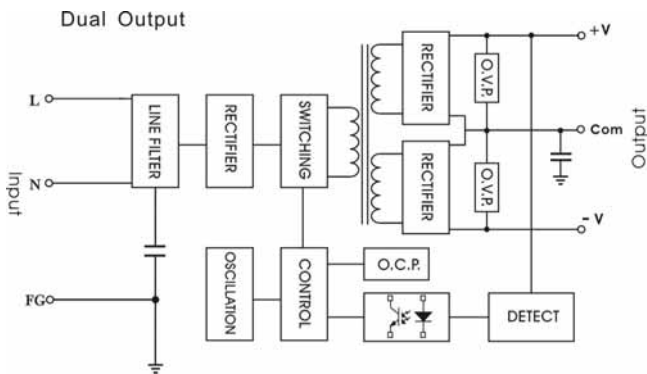 Dual Output
L
N
FG
Input
LINE FILTER
RECTIFIER
SWITCHING
RECTIFIER
RECTIFIER
O.V.P.
O.V.P.
+V
Com
-V
Output
OSCILLATION
CONTROL
O.C.P.
DETECT